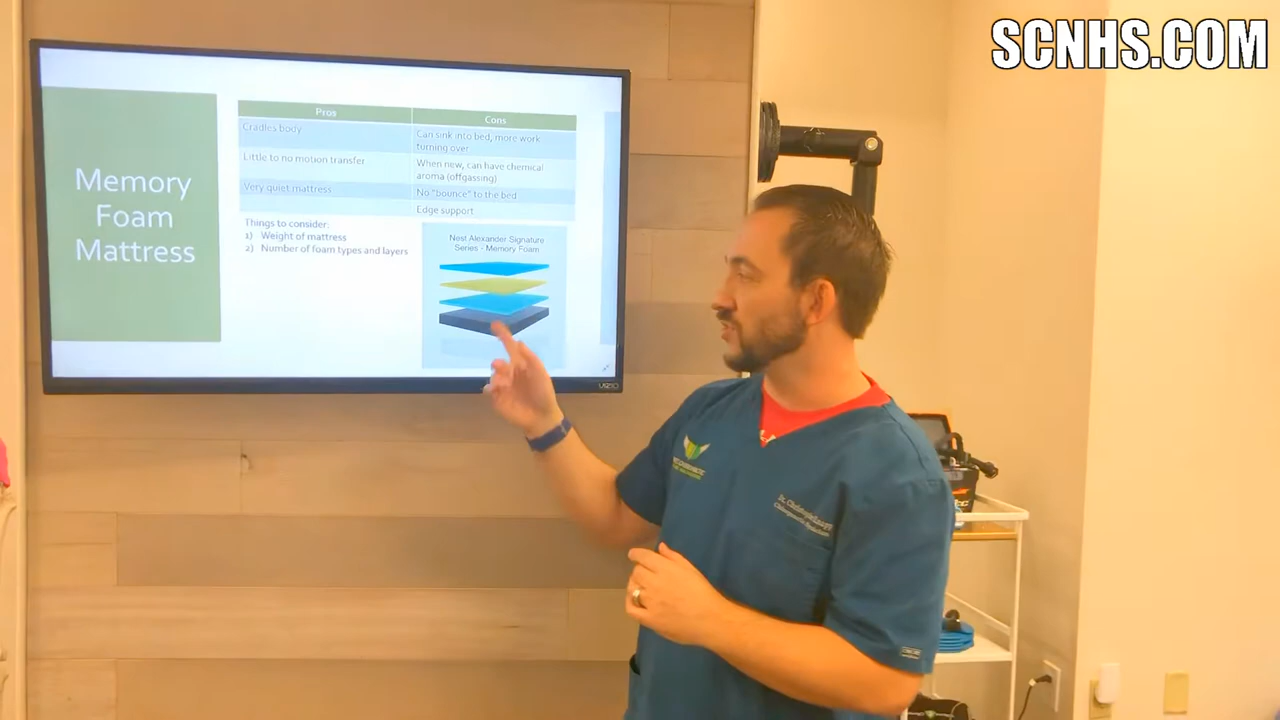 SCNHS.COM
Memory
Foam
Mattress
Pros
Cons
Cradles body
Can sink into bed, more work
turning over
Little to no motion transfer
When new, can have chemical
aroma (offgassing)
Very quiet mattress
No "bounce" to the bed
Edge support
Things to consider:
1) Weight of mattress
2) Number of foam types and layers
Nest Alexander Signature
Series - Memory Foam
VIZIO
Dr. Christopher